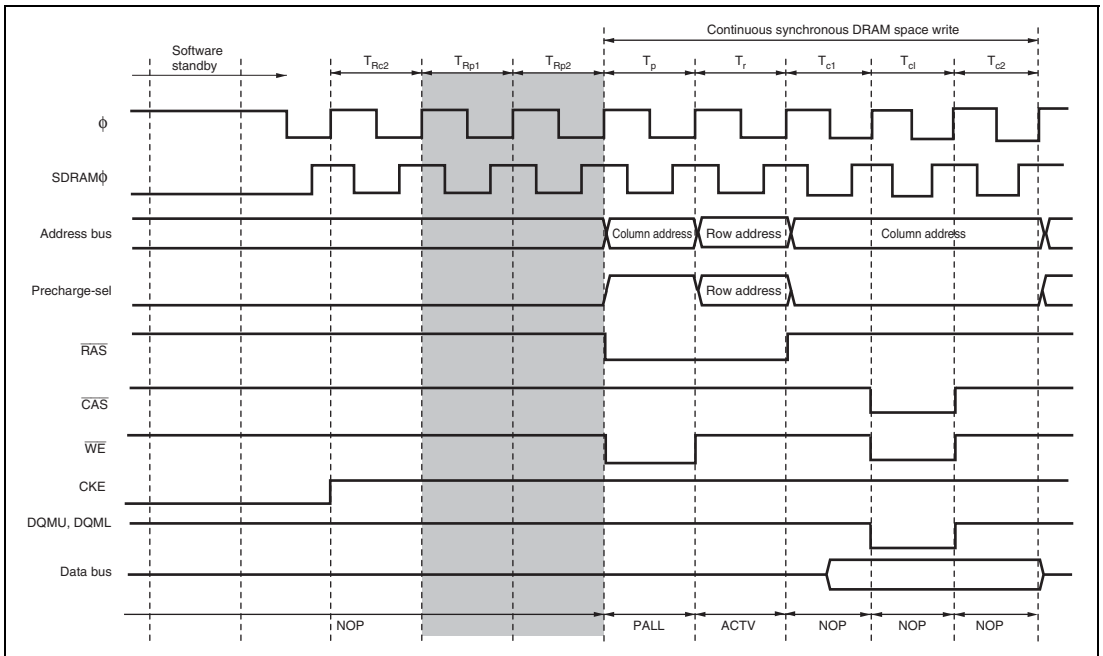 Continuous synchronous DRAM space write
Software
standby
TRc2 TRp1 TRp2 Tp Tr Tc1 Tcl Tc2
ϕ
SDRAMϕ
Address bus Column address Row address Column address
Precharge-sel Row address
RAS
CAS
WE
CKE
DQMU, DQML
Data bus
NOP PALL ACTV NOP NOP NOP